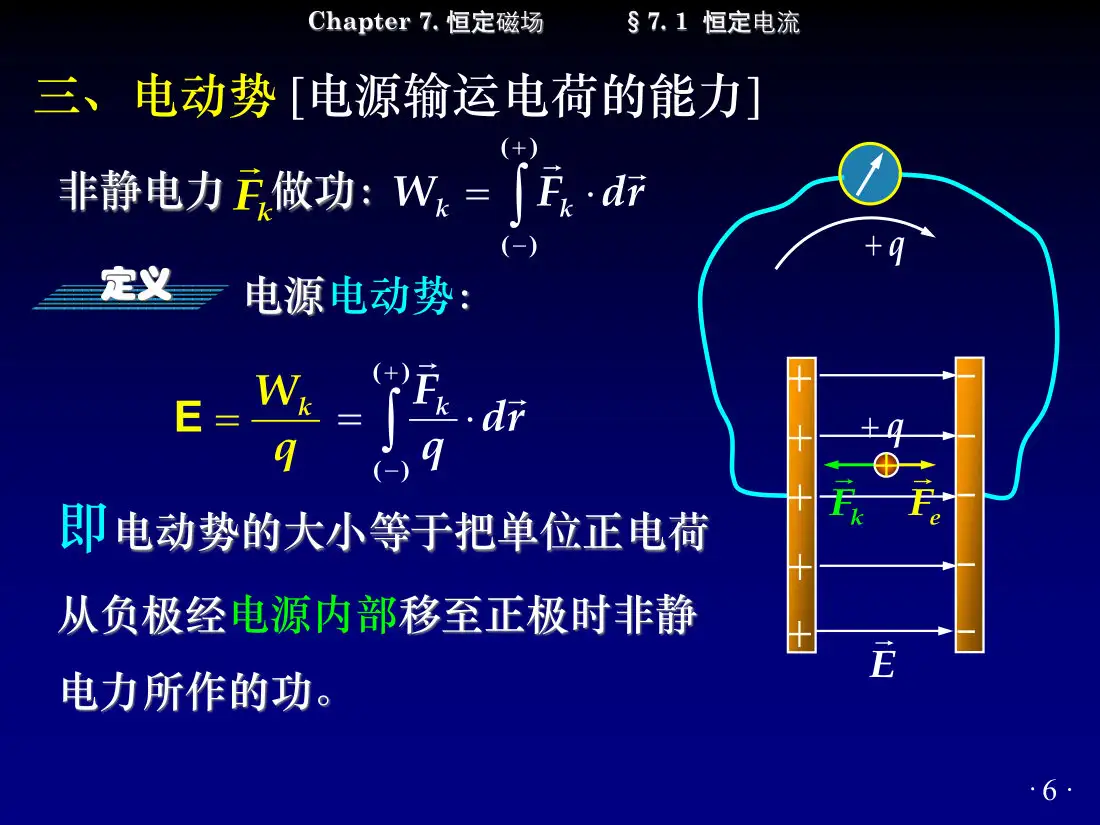 Chapter 7. 恒定磁场 § 7. 1 恒定电流
三、电动势 [电源输运电荷的能力]
非静电力 F⃗k 做功: Wk = ∫(−)(+) F⃗k · dr⃗
定义 电源电动势:
E = Wk/q = ∫(−)(+) F⃗k/q · dr⃗
即电动势的大小等于把单位正电荷
从负极经电源内部移至正极时非静
电力所作的功。
+q
+ −
+ −
+q
+
F⃗k F⃗e
+ −
+ −
+ −
E⃗
·6·